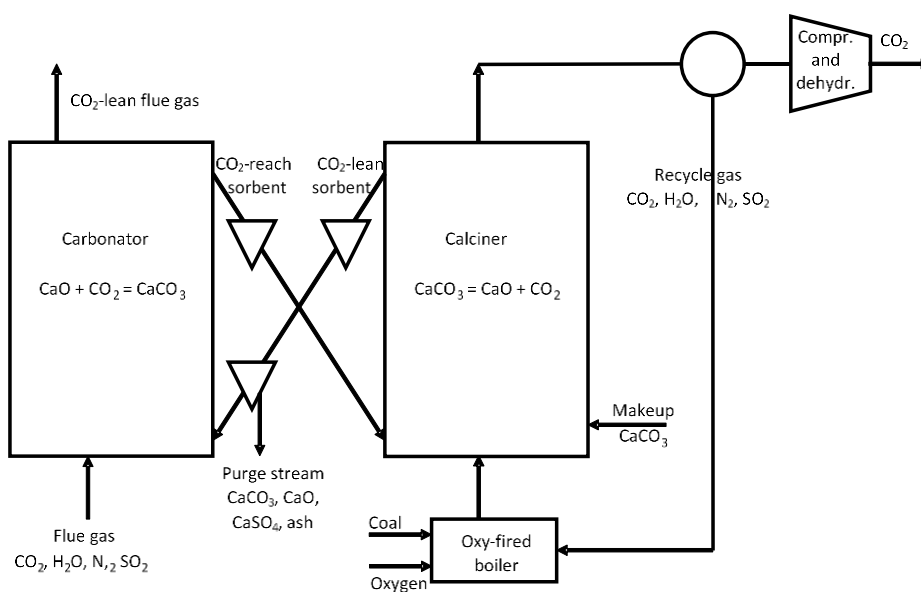 Compr.
and
dehydr.
CO₂
CO₂-lean flue gas
CO₂-reach
sorbent
CO₂-lean
sorbent
Recycle gas
CO₂, H₂O, N₂, SO₂
Carbonator
CaO + CO₂ = CaCO₃
Calciner
CaCO₃ = CaO + CO₂
Makeup
CaCO₃
Purge stream
CaCO₃, CaO,
CaSO₄, ash
Flue gas
CO₂, H₂O, N,₂ SO₂
Coal
Oxygen
Oxy-fired
boiler